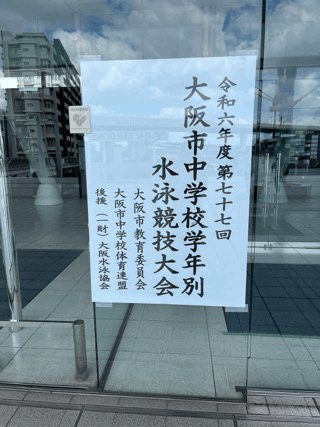 令和六年度 第七十七回
大阪市中学校学年別
水泳競技大会
大阪市教育委員会
大阪市中学校体育連盟
後援 (一財) 大阪水泳協会